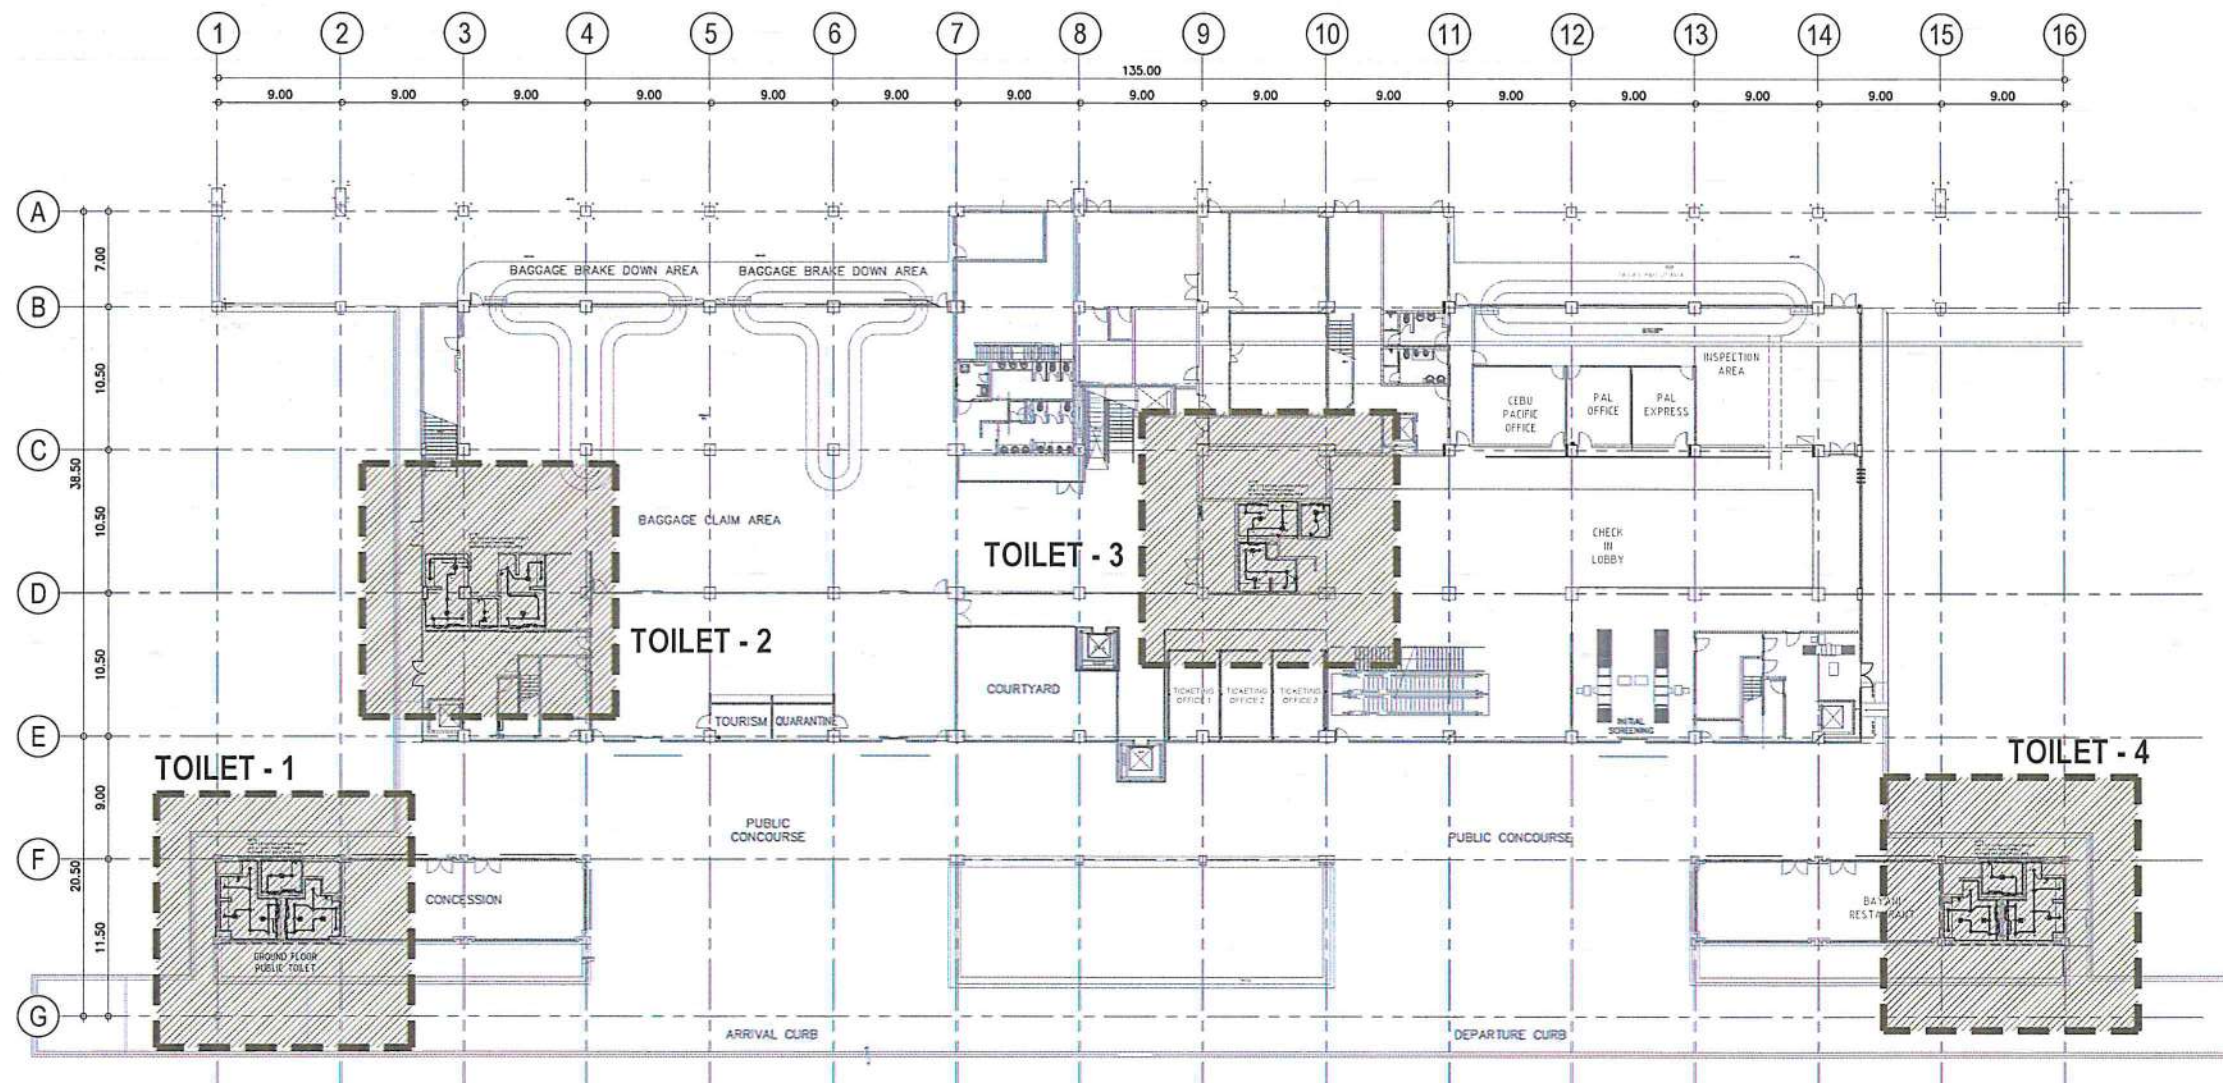 1 2 3 4 5 6 7 8 9 10 11 12 13 14 15 16
135.00
9.00 9.00 9.00 9.00 9.00 9.00 9.00 9.00 9.00 9.00 9.00 9.00 9.00 9.00 9.00
A
7.00
BAGGAGE BRAKE DOWN AREA
BAGGAGE BRAKE DOWN AREA
B
10.50
INSPECTION
AREA
CEBU
PACIFIC
OFFICE
PAL
OFFICE
PAL
EXPRESS
C
38.50
10.50
BAGGAGE CLAIM AREA
TOILET - 3
CHECK
IN
LOBBY
D
TOILET - 2
10.50
COURTYARD
TICKETING
OFFICE 1
TICKETING
OFFICE 2
TICKETING
OFFICE 3
TOURISM
QUARANTINE
INITIAL
SCREENING
E
TOILET - 1
TOILET - 4
9.00
PUBLIC
CONCOURSE
PUBLIC CONCOURSE
F
20.50
CONCESSION
BAYANI
RESTAURANT
11.50
GROUND FLOOR
PUBLIC TOILET
G
ARRIVAL CURB
DEPARTURE CURB